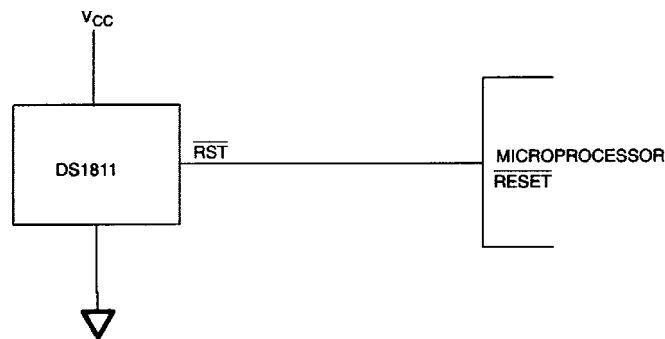 VCC
DS1811
RST
MICROPROCESSOR
RESET